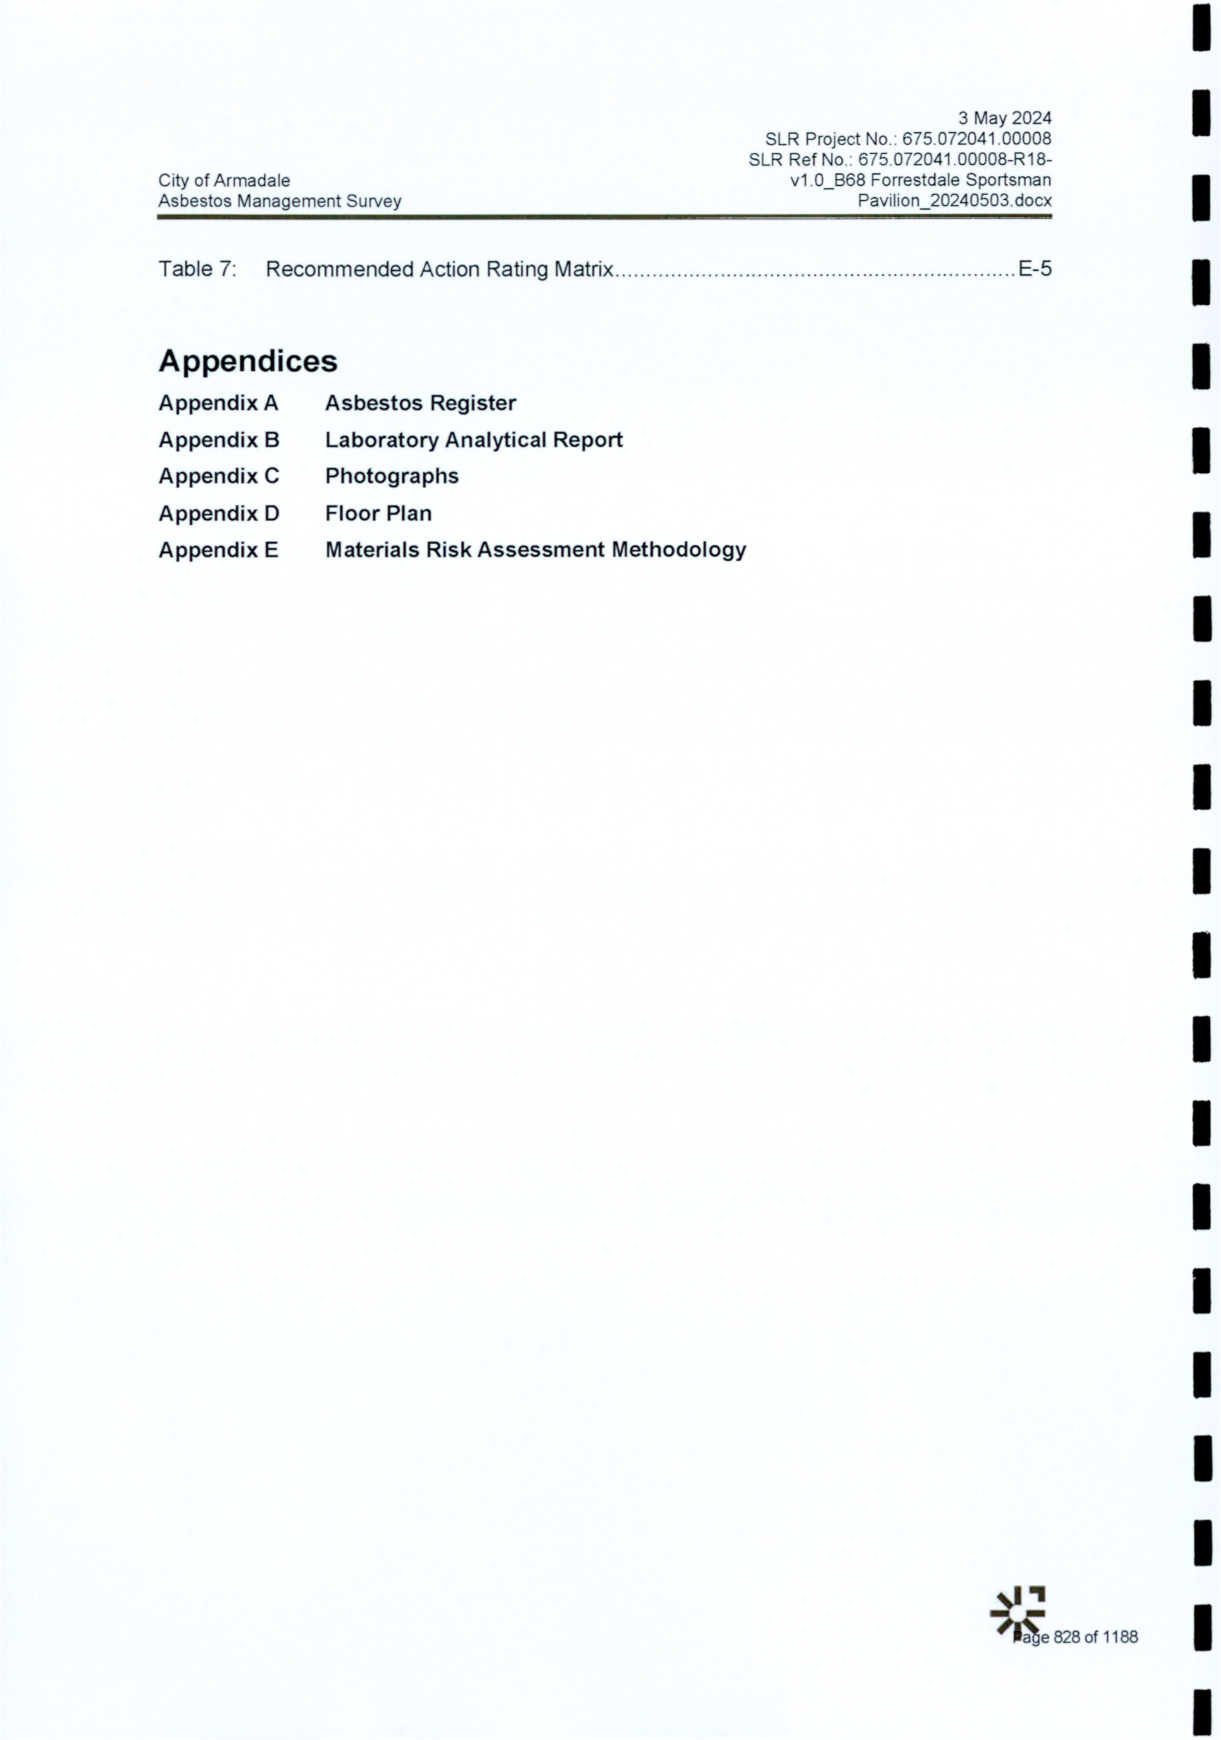 3 May 2024
SLR Project No.: 675.072041.00008
SLR Ref No.: 675.072041.00008-R18-
City of Armadale
v1.0_B68 Forrestdale Sportsman
Asbestos Management Survey
Pavilion_20240503.docx
Table 7: Recommended Action Rating Matrix.................................................................E-5
Appendices
Appendix A Asbestos Register
Appendix B Laboratory Analytical Report
Appendix C Photographs
Appendix D Floor Plan
Appendix E Materials Risk Assessment Methodology
Page 828 of 1188